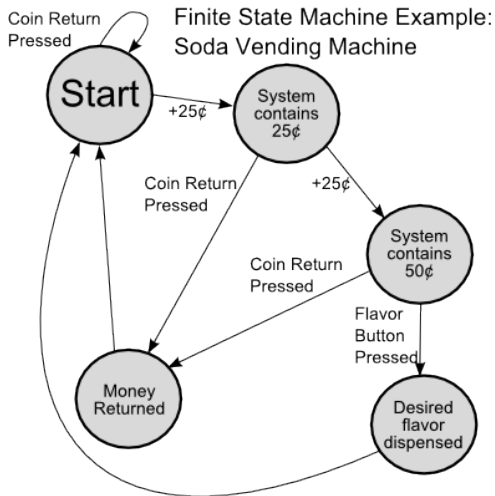 Finite State Machine Example:
Soda Vending Machine
Coin Return
Pressed
Start
+25¢
System
contains
25¢
Coin Return
Pressed
+25¢
System
contains
50¢
Coin Return
Pressed
Flavor
Button
Pressed
Money
Returned
Desired
flavor
dispensed